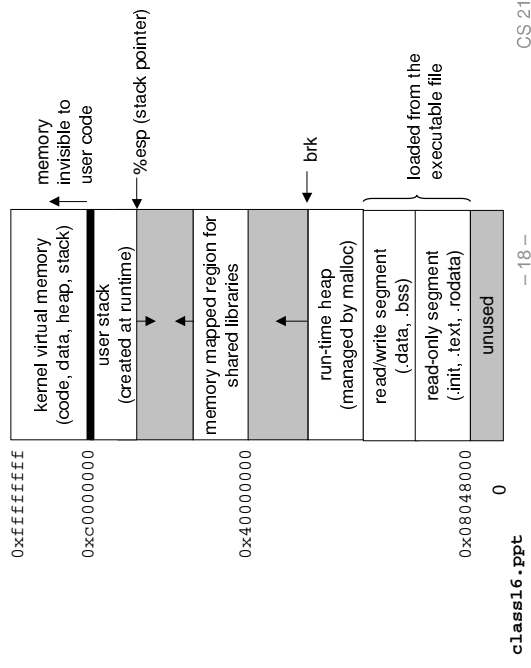 0xffffffff
kernel virtual memory
(code, data, heap, stack)
memory
invisible to
user code
0xc0000000
user stack
(created at runtime)
%esp (stack pointer)
memory mapped region for
shared libraries
0x40000000
brk
run-time heap
(managed by malloc)
read/write segment
(.data, .bss)
read-only segment
(.init, .text, .rodata)
loaded from the
executable file
0x08048000
unused
0
class16.ppt
– 18 –
CS 21